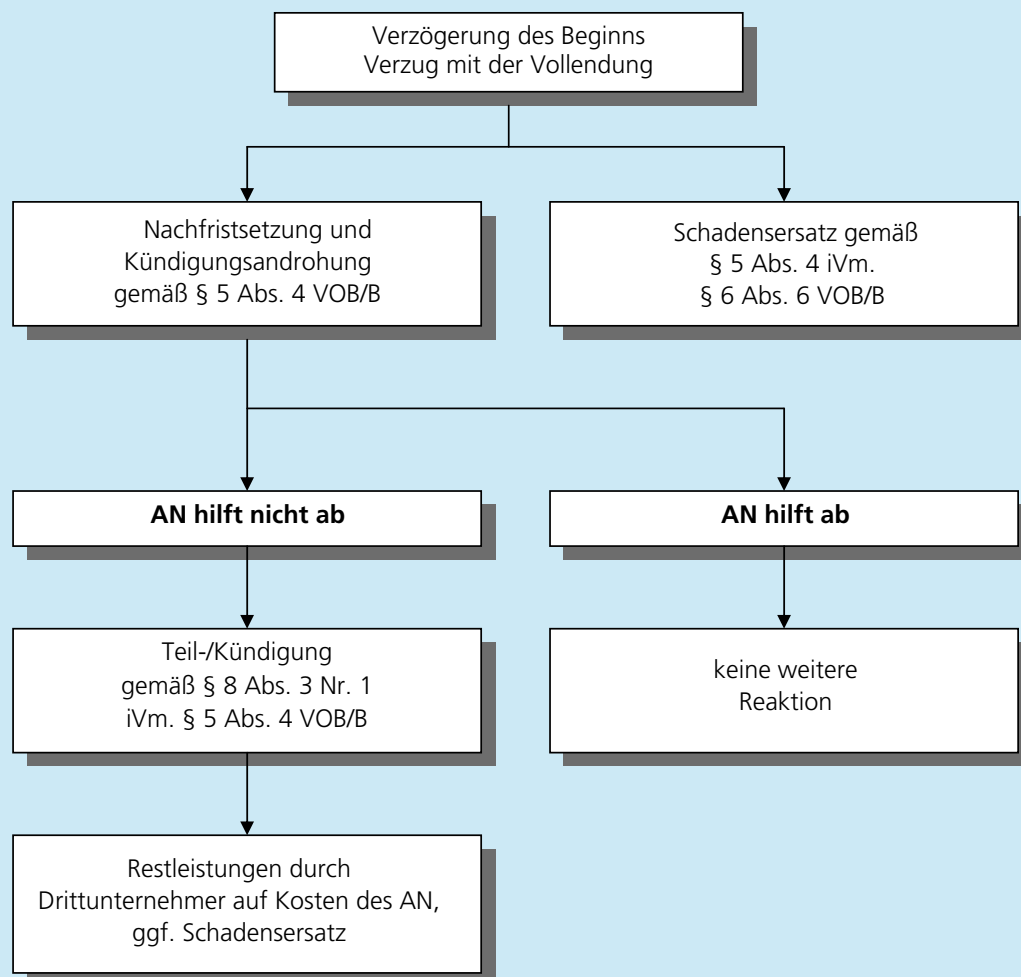 Verzögerung des Beginns
Verzug mit der Vollendung
Nachfristsetzung und
Kündigungsandrohung
gemäß § 5 Abs. 4 VOB/B
Schadensersatz gemäß
§ 5 Abs. 4 iVm.
§ 6 Abs. 6 VOB/B
AN hilft nicht ab
AN hilft ab
Teil-/Kündigung
gemäß § 8 Abs. 3 Nr. 1
iVm. § 5 Abs. 4 VOB/B
keine weitere
Reaktion
Restleistungen durch
Drittunternehmer auf Kosten des AN,
ggf. Schadensersatz